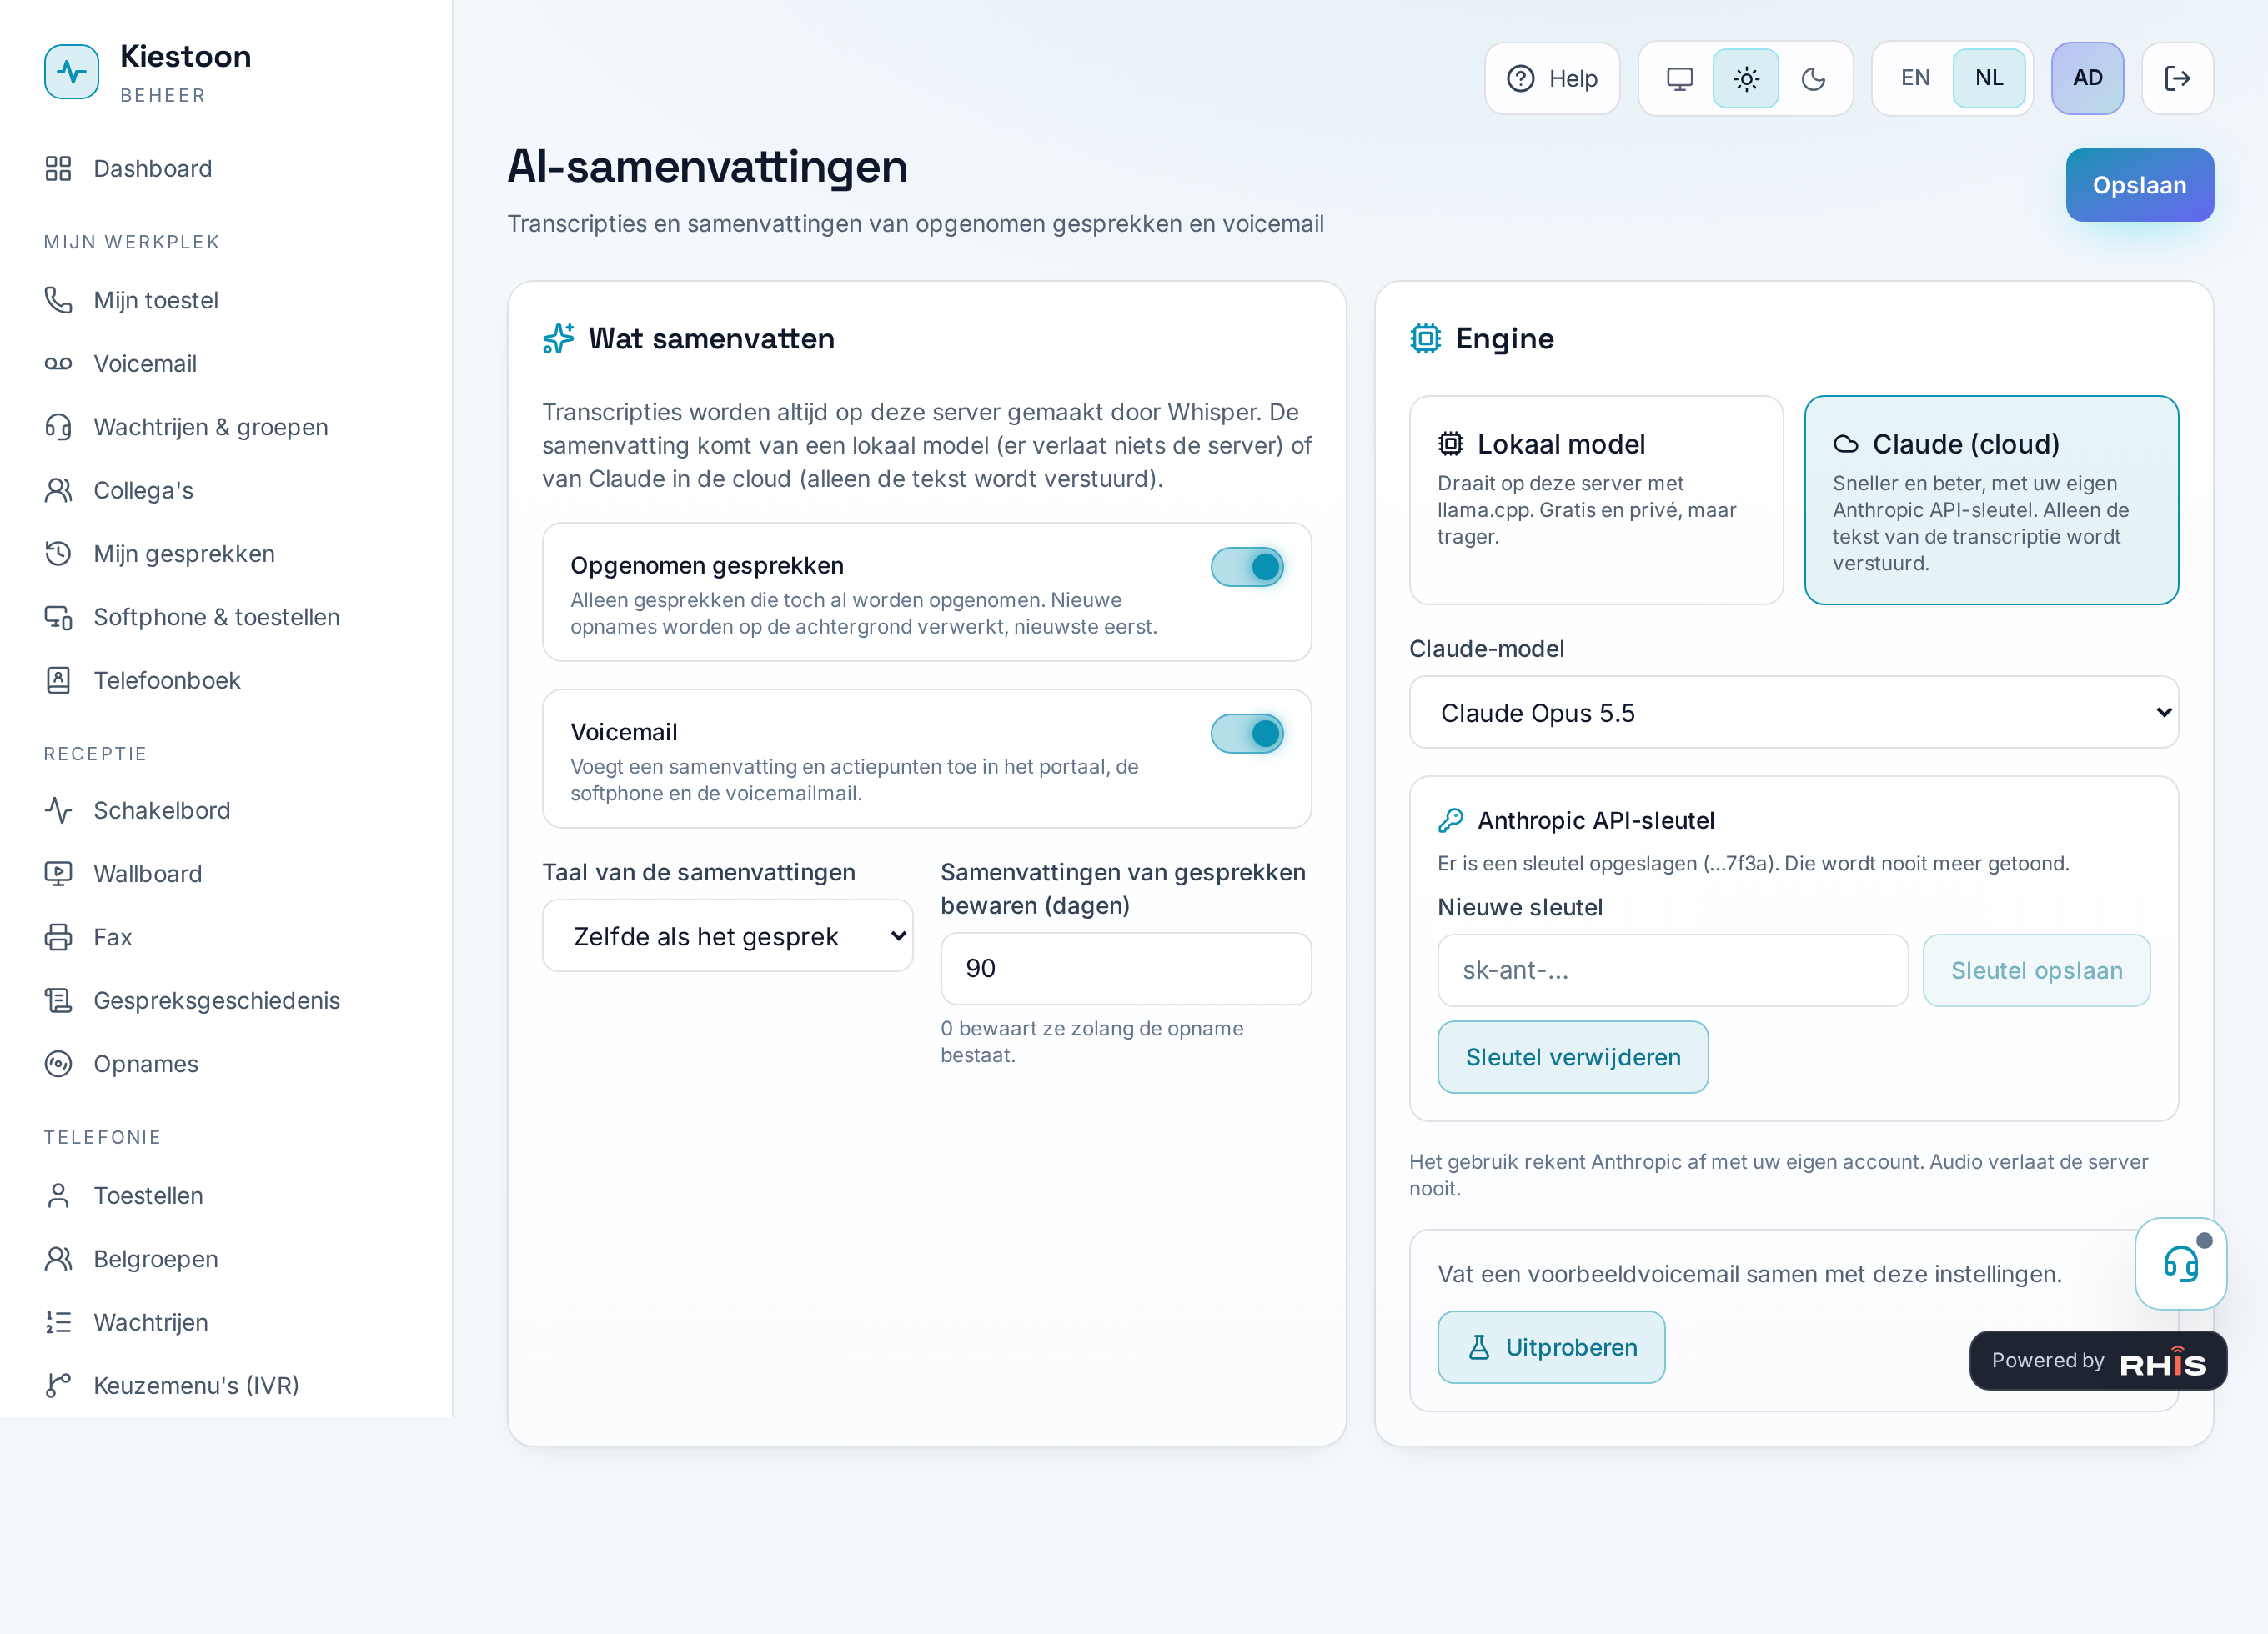 Kiestoon
BEHEER
Dashboard
MIJN WERKPLEK
Mijn toestel
Voicemail
Wachtrijen & groepen
Collega's
Mijn gesprekken
Softphone & toestellen
Telefoonboek
RECEPTIE
Schakelbord
Wallboard
Fax
Gespreksgeschiedenis
Opnames
TELEFONIE
Toestellen
Belgroepen
Wachtrijen
Keuzemenu's (IVR)
Help
EN
NL
AD
AI-samenvattingen
Transcripties en samenvattingen van opgenomen gesprekken en voicemail
Opslaan
Wat samenvatten
Transcripties worden altijd op deze server gemaakt door Whisper. De
samenvatting komt van een lokaal model (er verlaat niets de server) of
van Claude in de cloud (alleen de tekst wordt verstuurd).
Opgenomen gesprekken
Alleen gesprekken die toch al worden opgenomen. Nieuwe
opnames worden op de achtergrond verwerkt, nieuwste eerst.
Voicemail
Voegt een samenvatting en actiepunten toe in het portaal, de
softphone en de voicemailmail.
Taal van de samenvattingen
Zelfde als het gesprek
Samenvattingen van gesprekken
bewaren (dagen)
90
0 bewaart ze zolang de opname
bestaat.
Engine
Lokaal model
Draait op deze server met
llama.cpp. Gratis en privé, maar
trager.
Claude (cloud)
Sneller en beter, met uw eigen
Anthropic API-sleutel. Alleen de
tekst van de transcriptie wordt
verstuurd.
Claude-model
Claude Opus 5.5
Anthropic API-sleutel
Er is een sleutel opgeslagen (…7f3a). Die wordt nooit meer getoond.
Nieuwe sleutel
sk-ant-…
Sleutel opslaan
Sleutel verwijderen
Het gebruik rekent Anthropic af met uw eigen account. Audio verlaat de server
nooit.
Vat een voorbeeldvoicemail samen met deze instellingen.
Uitproberen
Powered by RHIS